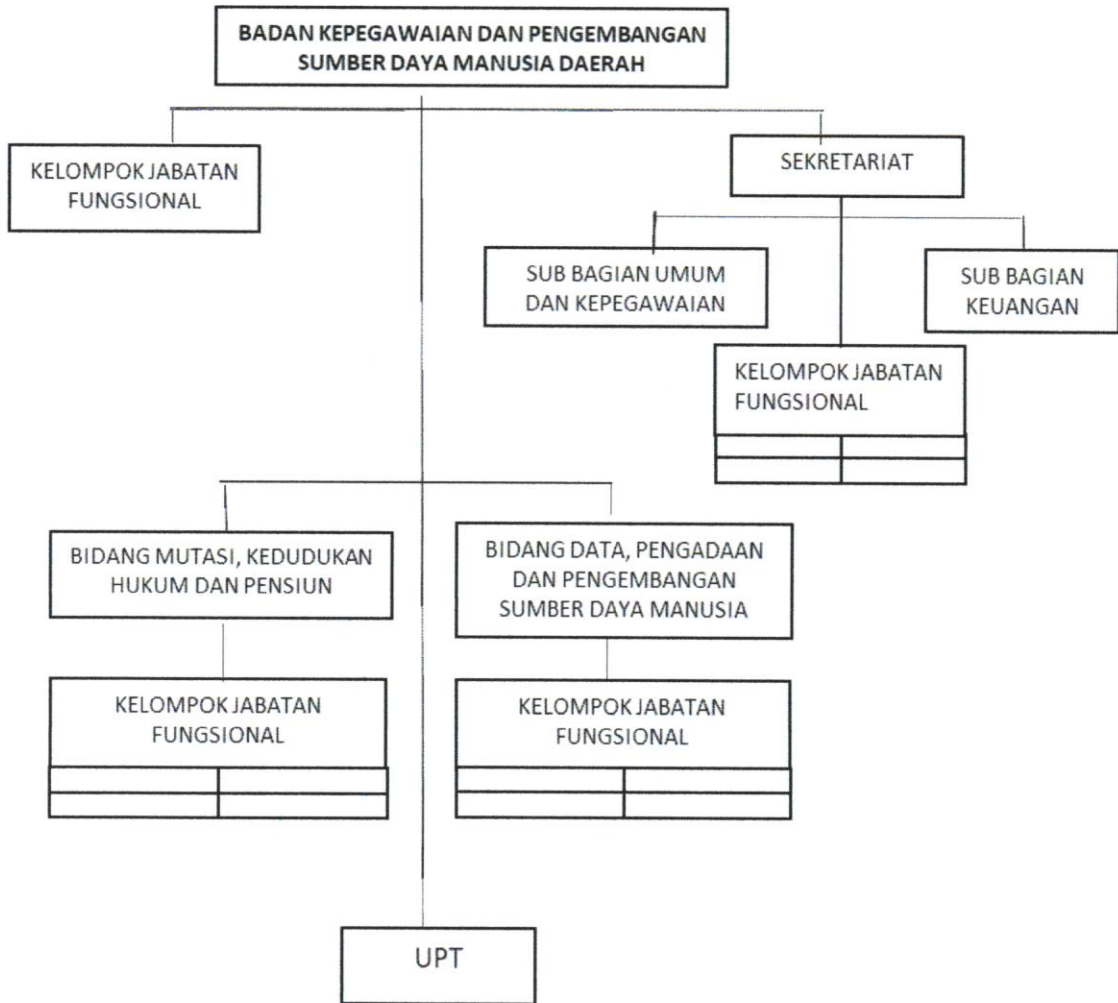 BADAN KEPEGAWAIAN DAN PENGEMBANGAN
SUMBER DAYA MANUSIA DAERAH
KELOMPOK JABATAN
FUNGSIONAL
SEKRETARIAT
SUB BAGIAN UMUM
DAN KEPEGAWAIAN
SUB BAGIAN
KEUANGAN
KELOMPOK JABATAN
FUNGSIONAL
BIDANG MUTASI, KEDUDUKAN
HUKUM DAN PENSIUN
BIDANG DATA, PENGADAAN
DAN PENGEMBANGAN
SUMBER DAYA MANUSIA
KELOMPOK JABATAN
FUNGSIONAL
KELOMPOK JABATAN
FUNGSIONAL
UPT